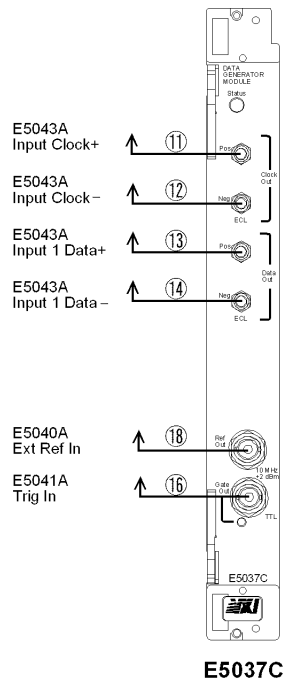 DATA
GENERATOR
MODULE
Status
E5043A
Input Clock+
⑪
Pos
E5043A
Input Clock−
⑫
Neg
Clock
Out
ECL
E5043A
Input 1 Data+
⑬
Pos
E5043A
Input 1 Data −
⑭
Neg
Data
Out
ECL
E5040A
Ext Ref In
⑱
Ref
Out
10 MHz
+2 dBm
E5041A
Trig In
⑯
Gate
Out
TTL
E5037C
VXI
E5037C